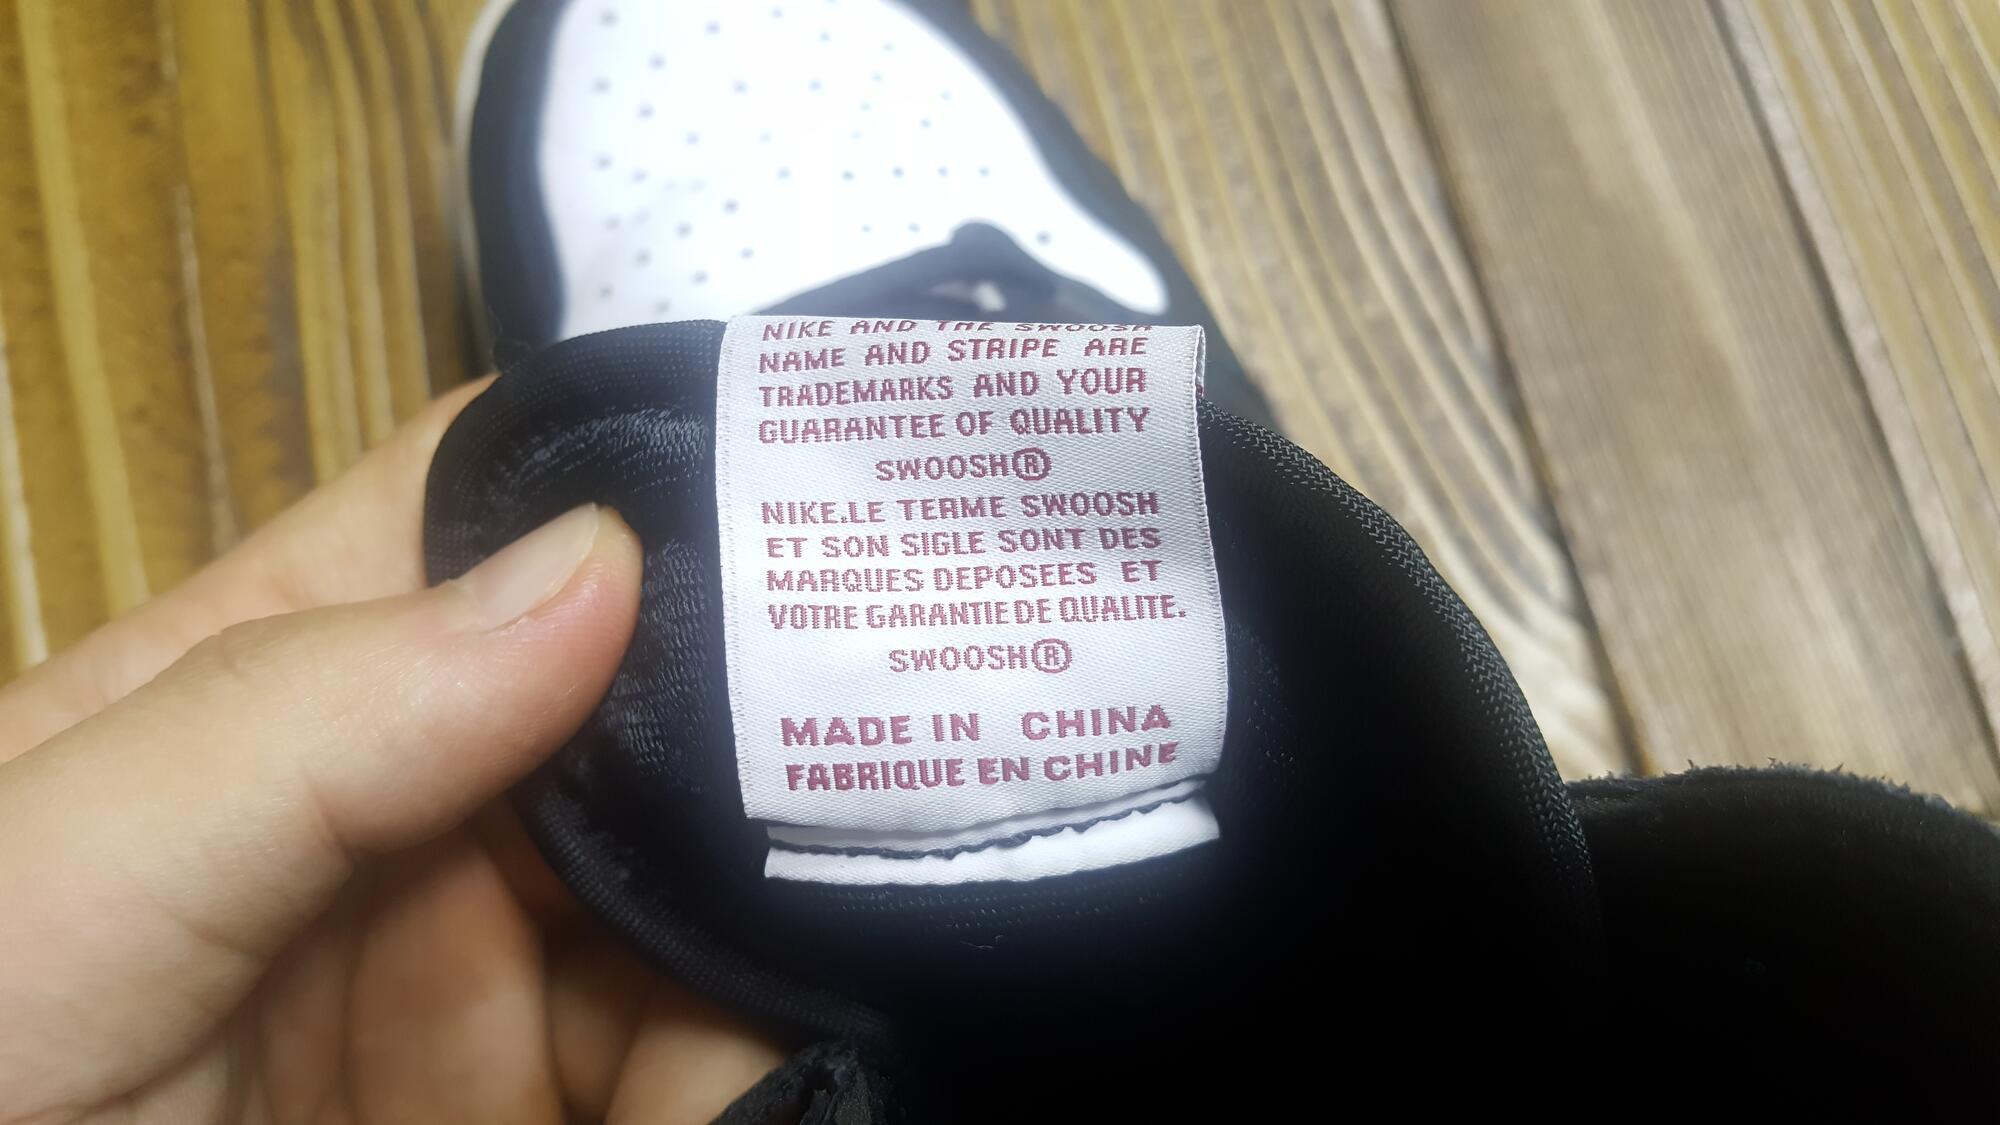 NIKE AND THE SWOOSH
NAME AND STRIPE ARE
TRADEMARKS AND YOUR
GUARANTEE OF QUALITY
SWOOSH®
NIKE.LE TERME SWOOSH
ET SON SIGLE SONT DES
MARQUES DEPOSEES ET
VOTRE GARANTIE DE QUALITE.
SWOOSH®
MADE IN CHINA
FABRIQUE EN CHINE